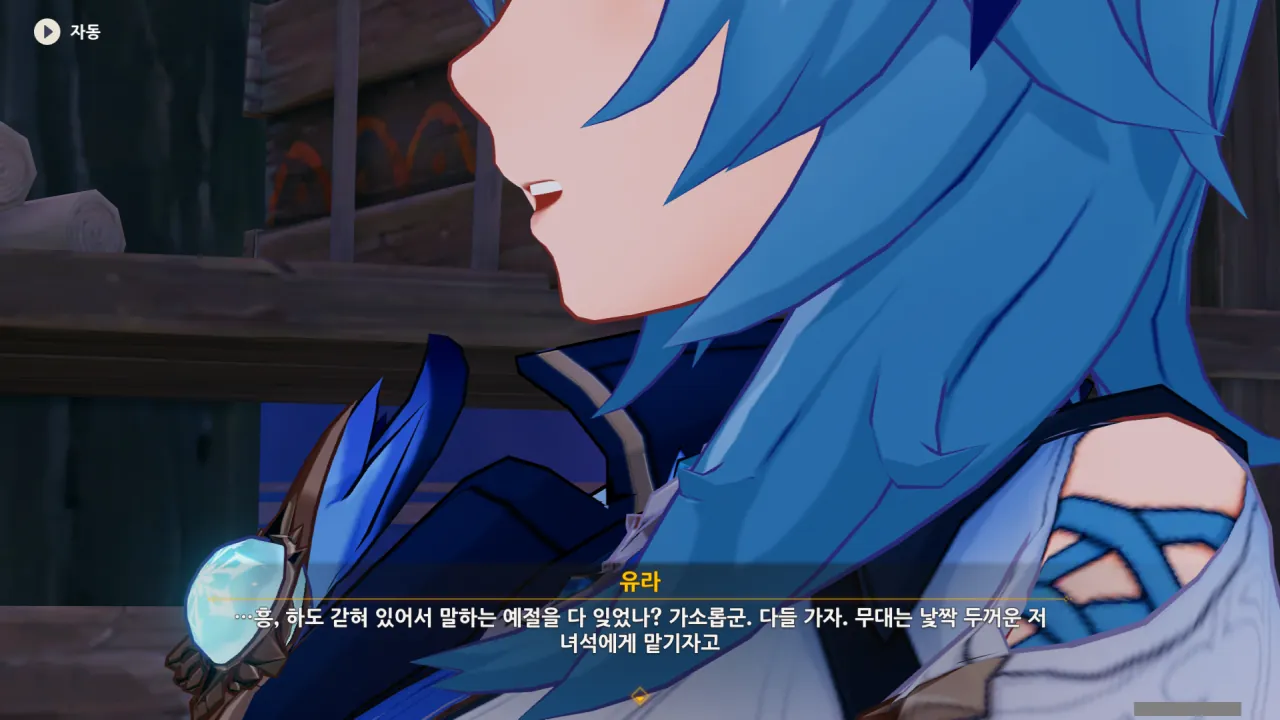 자동
유라
…흥, 하도 갇혀 있어서 말하는 예절을 다 잊었나? 가소롭군. 다들 가자. 무대는 낯짝 두꺼운 저
녀석에게 맡기자고